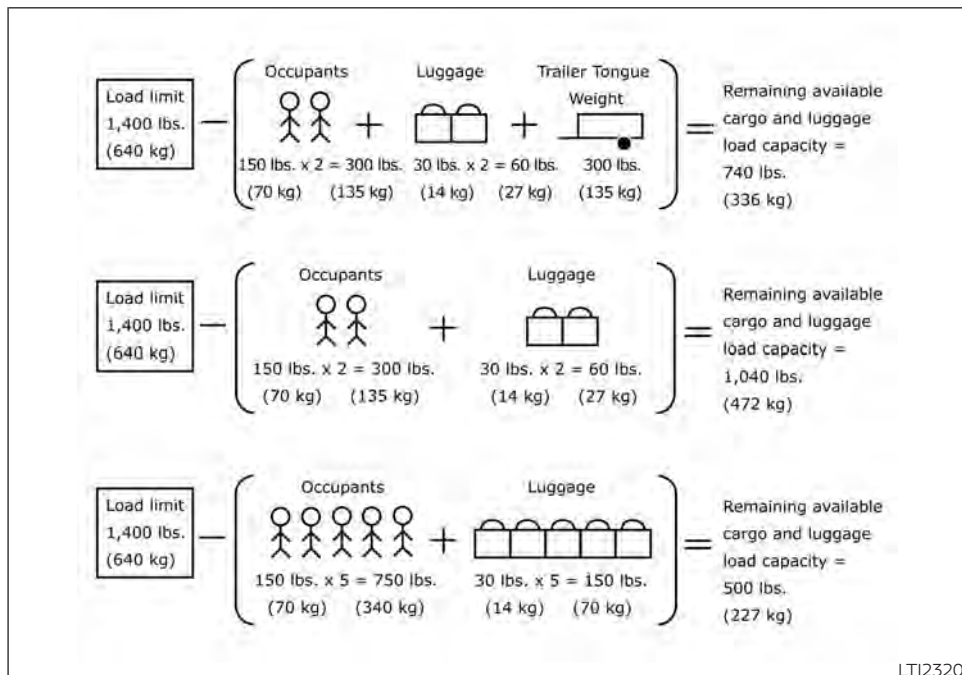 Occupants Luggage Trailer Tongue
Weight
Load limit
1,400 lbs.
(640 kg)
150 lbs. x 2 = 300 lbs. 30 lbs. x 2 = 60 lbs. 300 lbs.
(70 kg) (135 kg) (14 kg) (27 kg) (135 kg)
Remaining available
cargo and luggage
load capacity =
740 lbs.
(336 kg)
Occupants Luggage
Load limit
1,400 lbs.
(640 kg)
150 lbs. x 2 = 300 lbs. 30 lbs. x 2 = 60 lbs.
(70 kg) (135 kg) (14 kg) (27 kg)
Remaining available
cargo and luggage
load capacity =
1,040 lbs.
(472 kg)
Occupants Luggage
Load limit
1,400 lbs.
(640 kg)
150 lbs. x 5 = 750 lbs. 30 lbs. x 5 = 150 lbs.
(70 kg) (340 kg) (14 kg) (70 kg)
Remaining available
cargo and luggage
load capacity =
500 lbs.
(227 kg)
LTI2320